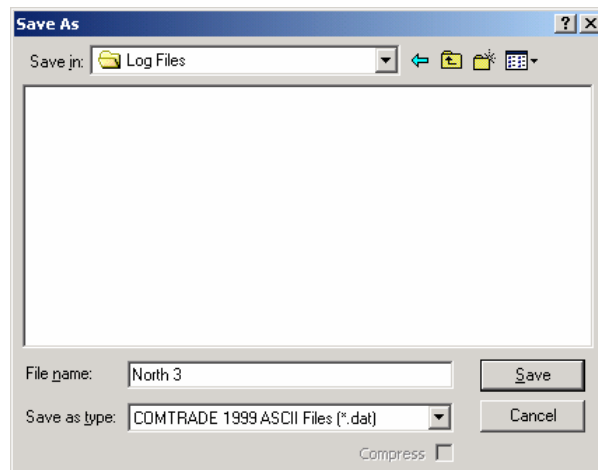 Save As
Save in: Log Files
File name: North 3
Save
Save as type: COMTRADE 1999 ASCII Files (*.dat)
Cancel
Compress